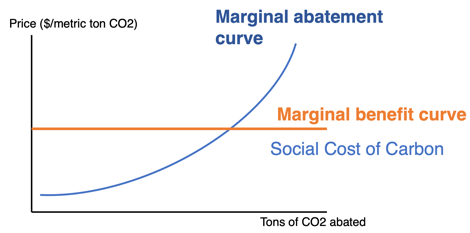 Price ($/metric ton CO2)
Marginal abatement
curve
Marginal benefit curve
Social Cost of Carbon
Tons of CO2 abated